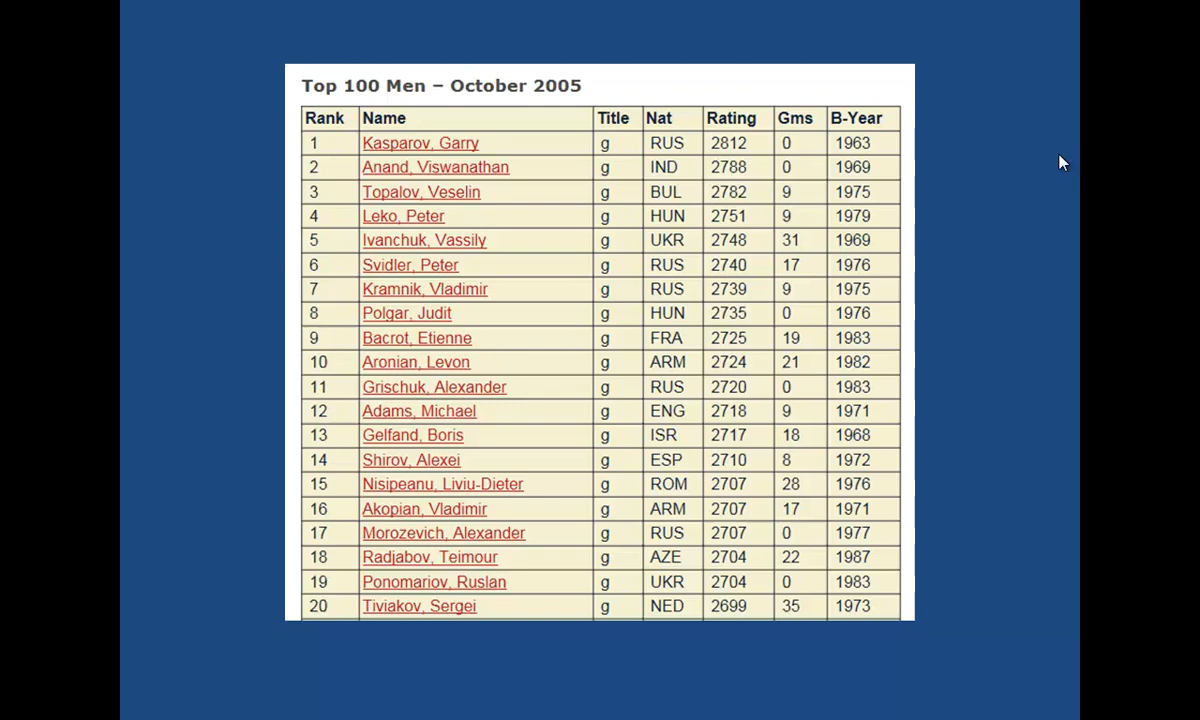 Top 100 Men – October 2005
Rank Name Title Nat Rating Gms B-Year
1 Kasparov, Garry g RUS 2812 0 1963
2 Anand, Viswanathan g IND 2788 0 1969
3 Topalov, Veselin g BUL 2782 9 1975
4 Leko, Peter g HUN 2751 9 1979
5 Ivanchuk, Vassily g UKR 2748 31 1969
6 Svidler, Peter g RUS 2740 17 1976
7 Kramnik, Vladimir g RUS 2739 9 1975
8 Polgar, Judit g HUN 2735 0 1976
9 Bacrot, Etienne g FRA 2725 19 1983
10 Aronian, Levon g ARM 2724 21 1982
11 Grischuk, Alexander g RUS 2720 0 1983
12 Adams, Michael g ENG 2718 9 1971
13 Gelfand, Boris g ISR 2717 18 1968
14 Shirov, Alexei g ESP 2710 8 1972
15 Nisipeanu, Liviu-Dieter g ROM 2707 28 1976
16 Akopian, Vladimir g ARM 2707 17 1971
17 Morozevich, Alexander g RUS 2707 0 1977
18 Radjabov, Teimour g AZE 2704 22 1987
19 Ponomariov, Ruslan g UKR 2704 0 1983
20 Tiviakov, Sergei g NED 2699 35 1973